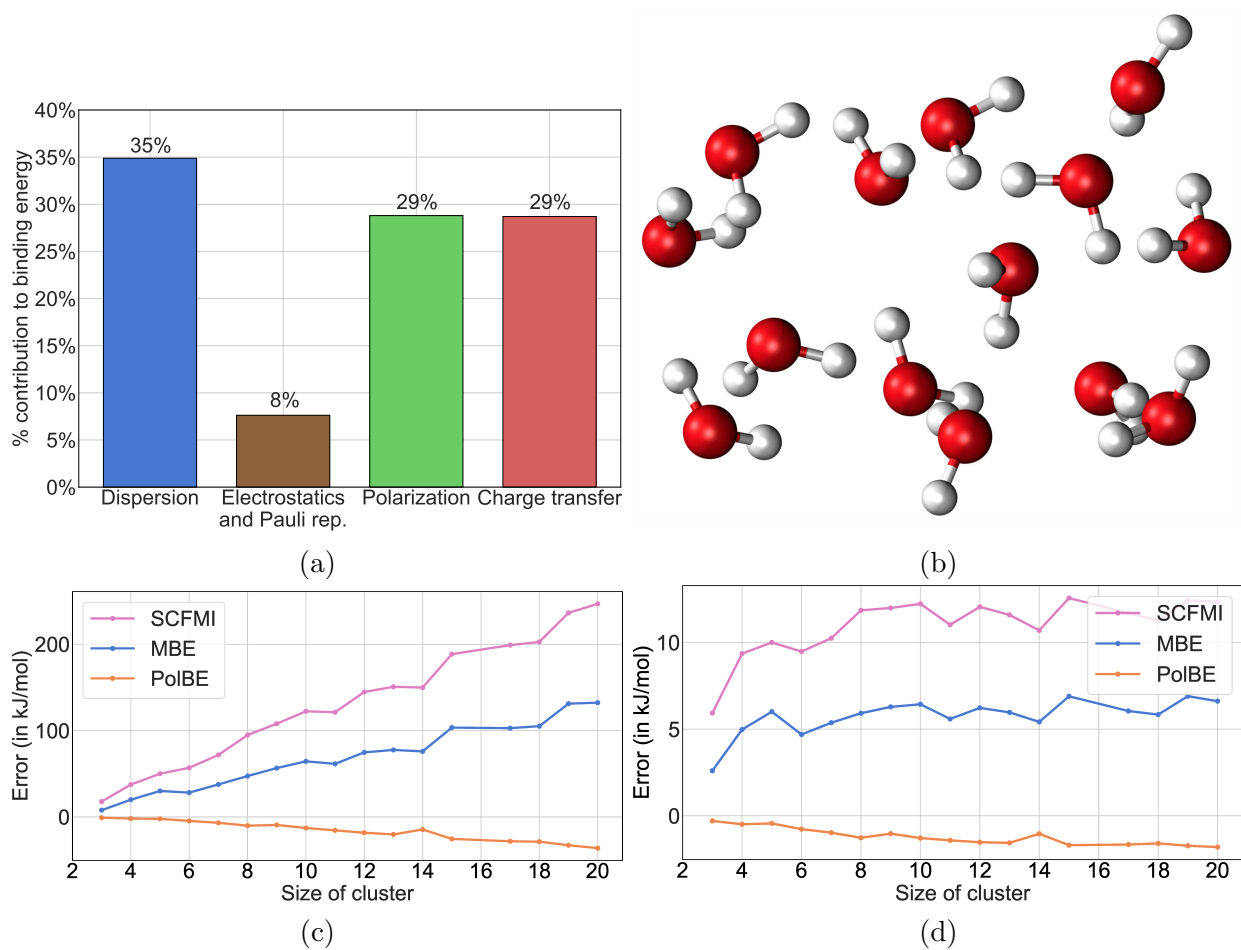 40%
35%
30%
25%
20%
15%
10%
5%
0%
% contribution to binding energy
35%
8%
29%
29%
Dispersion
Electrostatics
and Pauli rep.
Polarization
Charge transfer
(a)
(b)
200
100
0
Error (in kJ/mol)
SCFMI
MBE
PolBE
2 4 6 8 10 12 14 16 18 20
Size of cluster
(c)
10
5
0
Error (in kJ/mol)
SCFMI
MBE
PolBE
2 4 6 8 10 12 14 16 18 20
Size of cluster
(d)